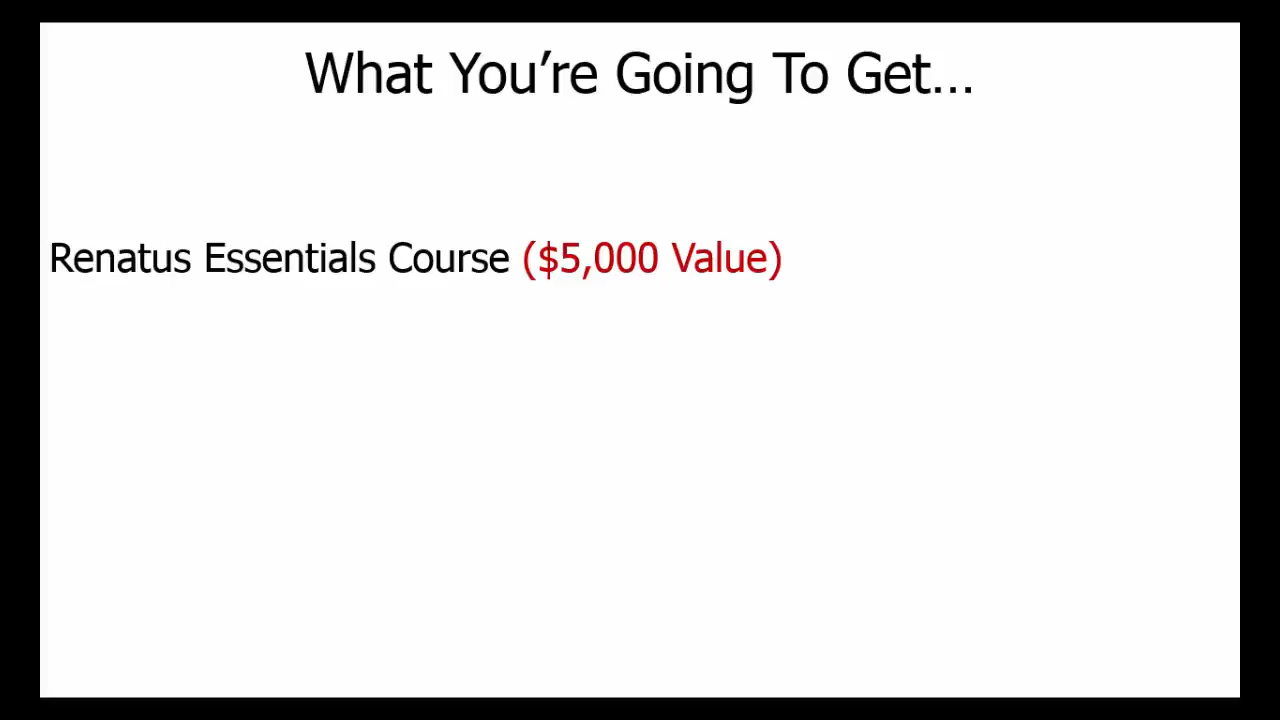 What You’re Going To Get...
Renatus Essentials Course ($5,000 Value)